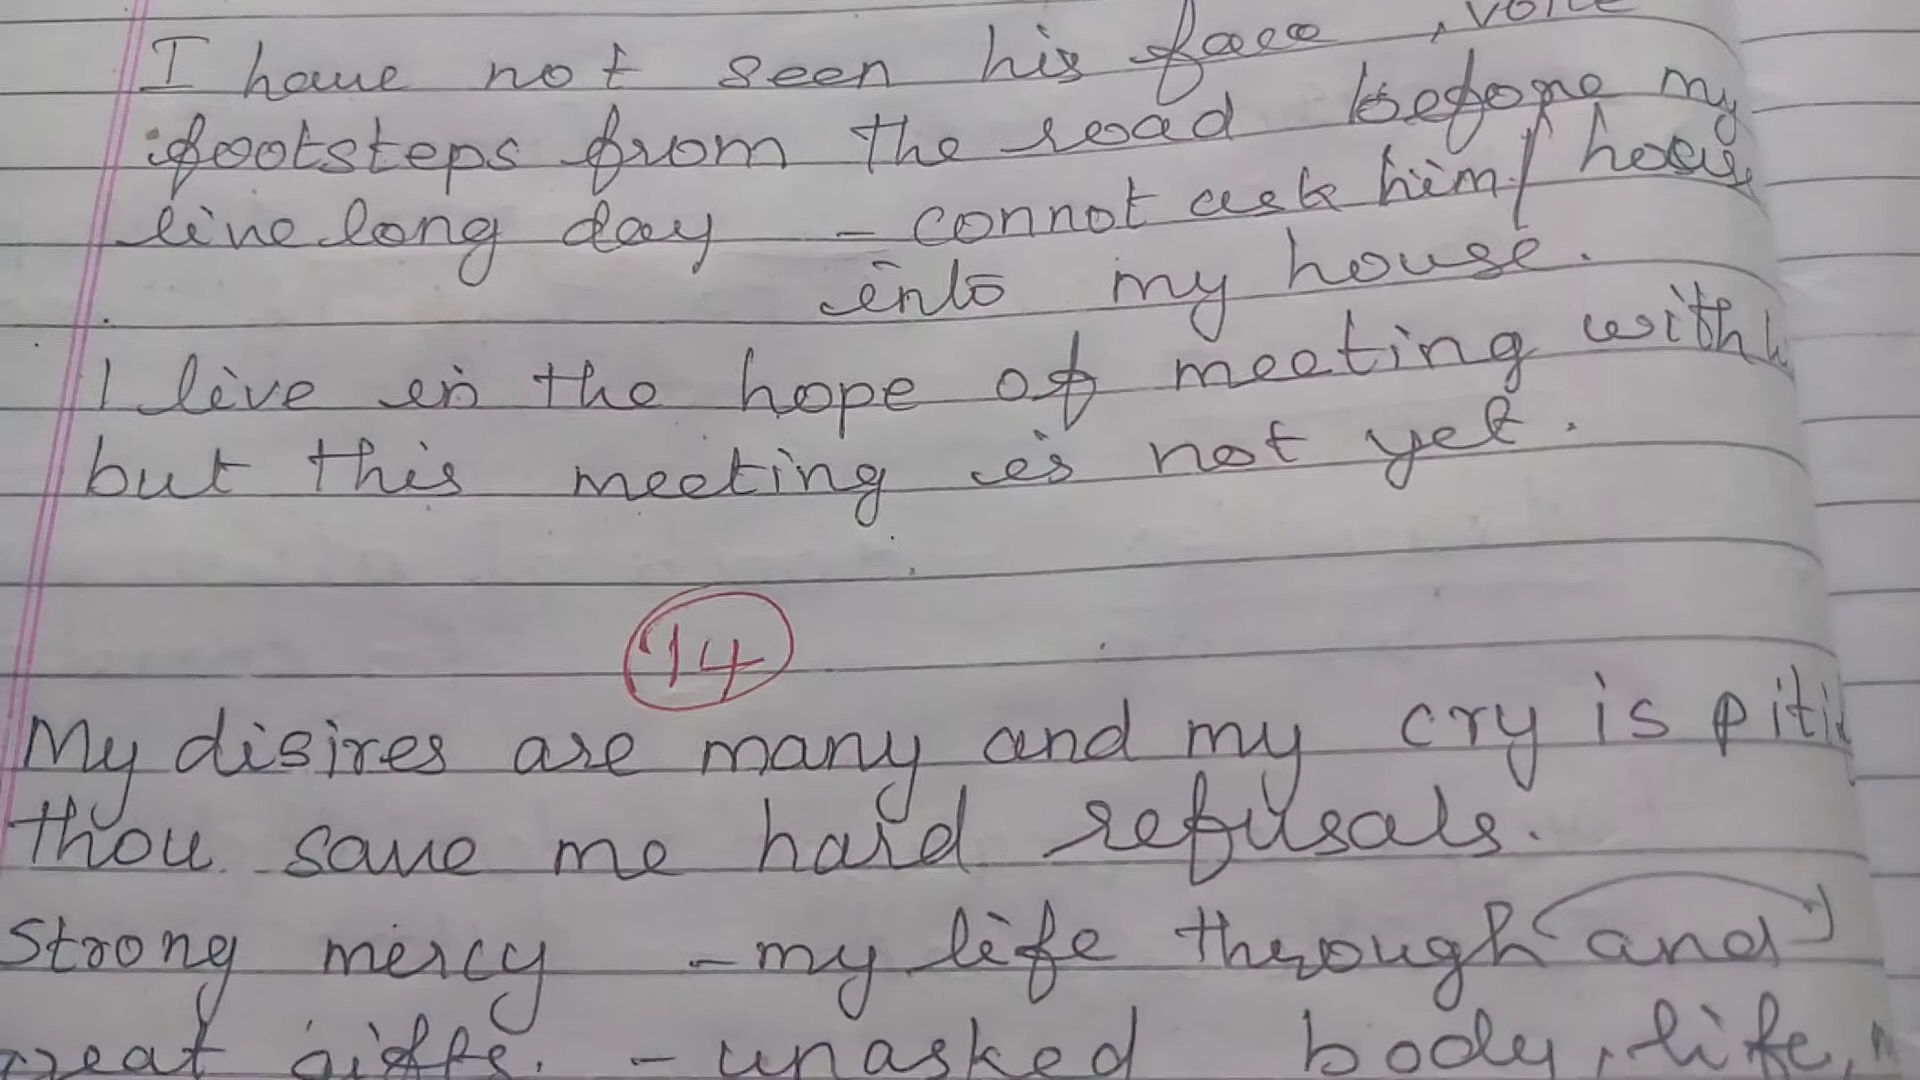 I have not seen his face, voice
footsteps from the road before my
live long day - connot ask him / house
into my house.
I live in the hope of meeting with
but this meeting is not yet.
14
My disires are many and my cry is piti
thou save me hard refusals.
Strong mercy - my life through and
great gifts. - unasked body, life,